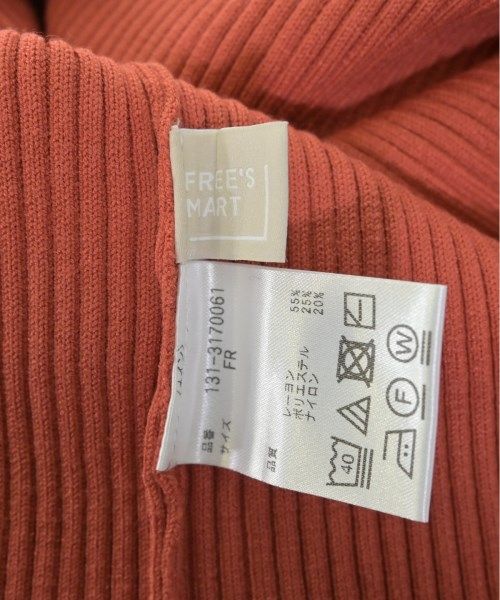 FREE'S
MART
品番 131-3170061
サイズ FR
品質
レーヨン 55%
ポリエステル 25%
ナイロン 20%
40
P
W